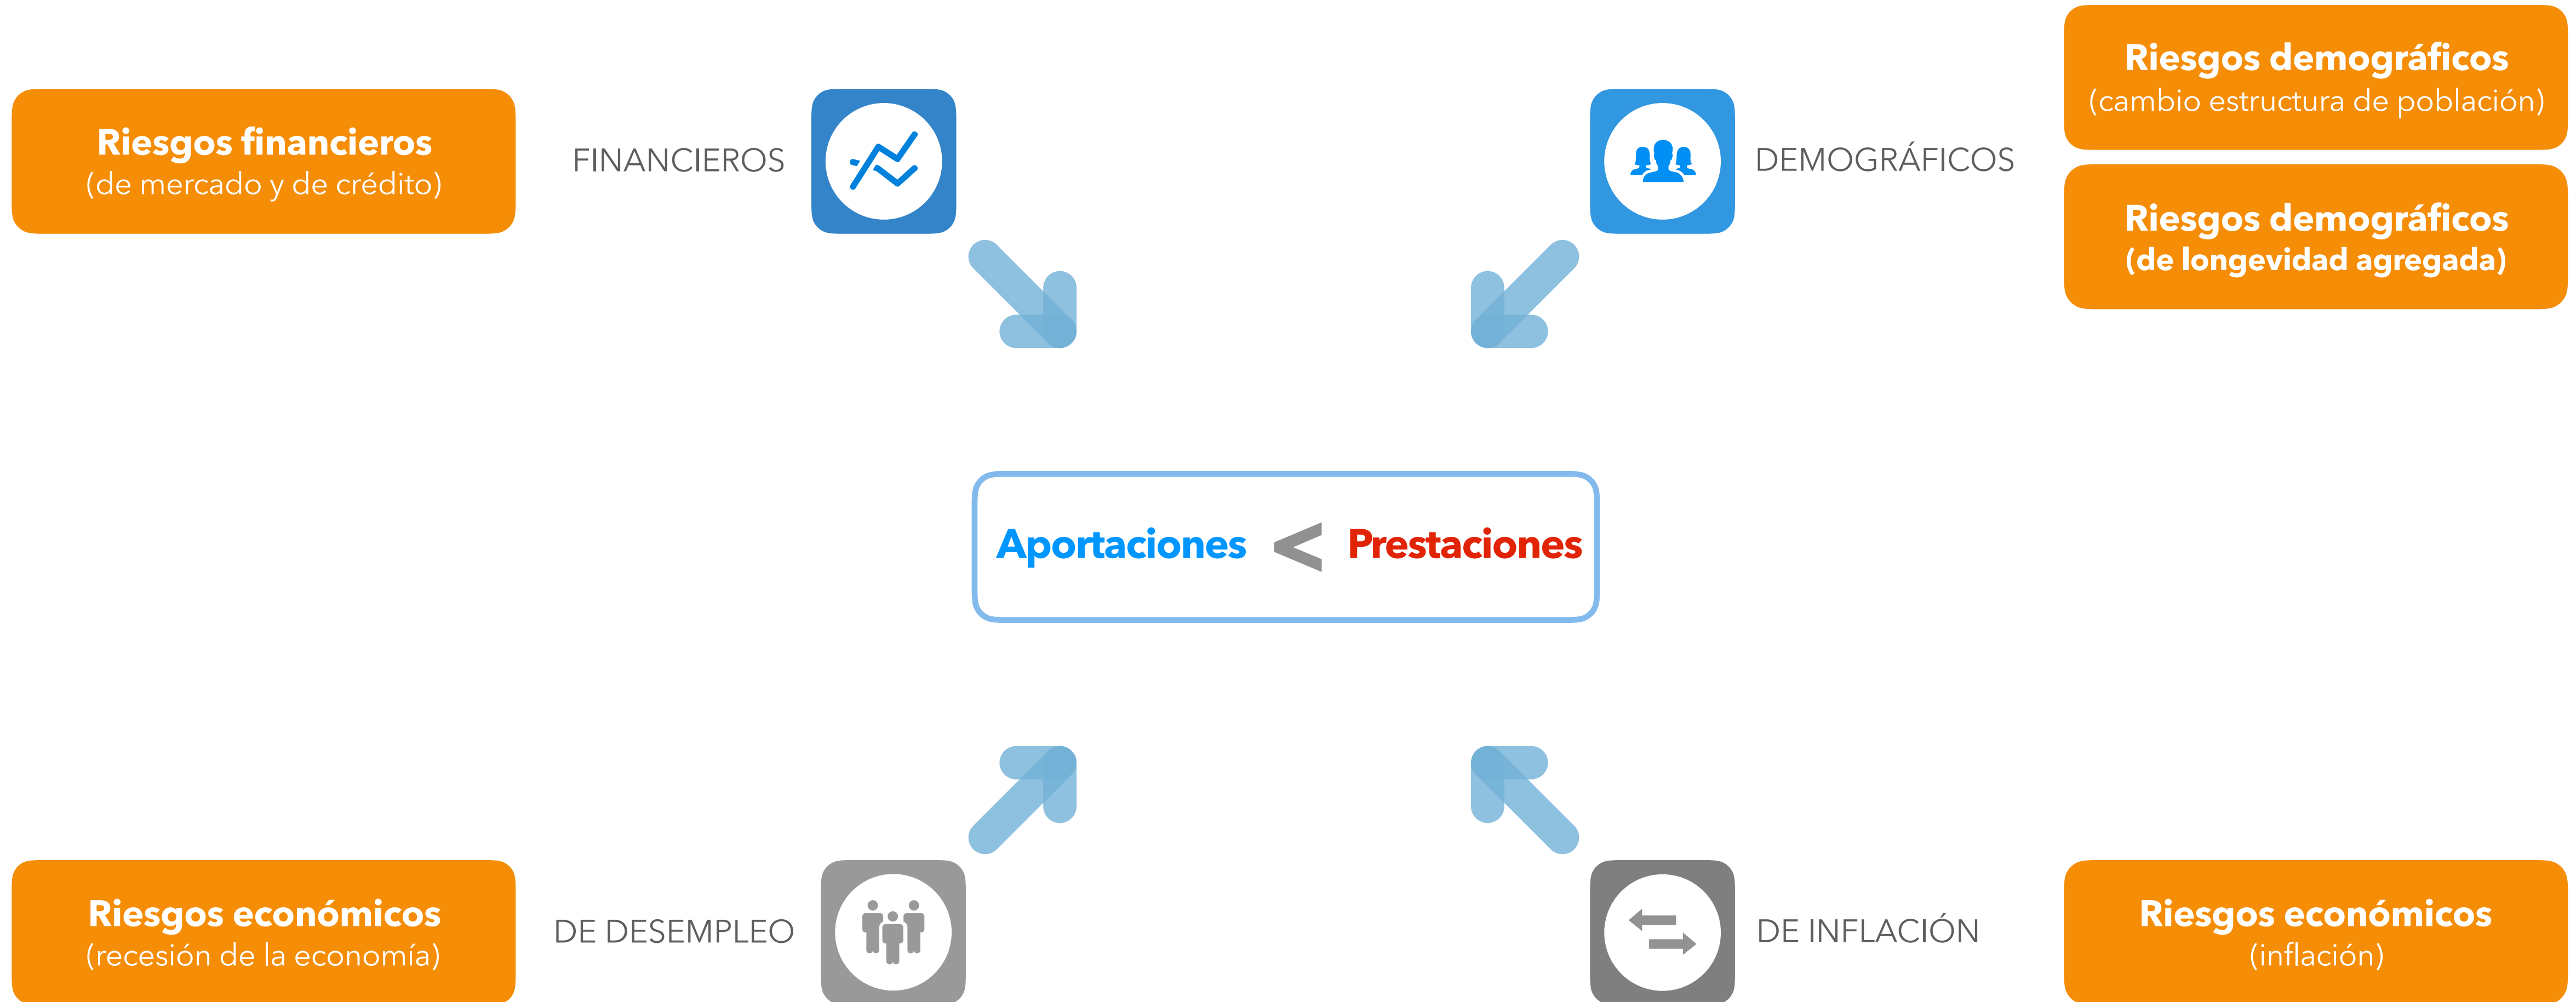 Riesgos financieros
(de mercado y de crédito)
FINANCIEROS
DEMOGRÁFICOS
Riesgos demográficos
(cambio estructura de población)
Riesgos demográficos
(de longevidad agregada)
Aportaciones < Prestaciones
Riesgos económicos
(recesión de la economía)
DE DESEMPLEO
DE INFLACIÓN
Riesgos económicos
(inflación)